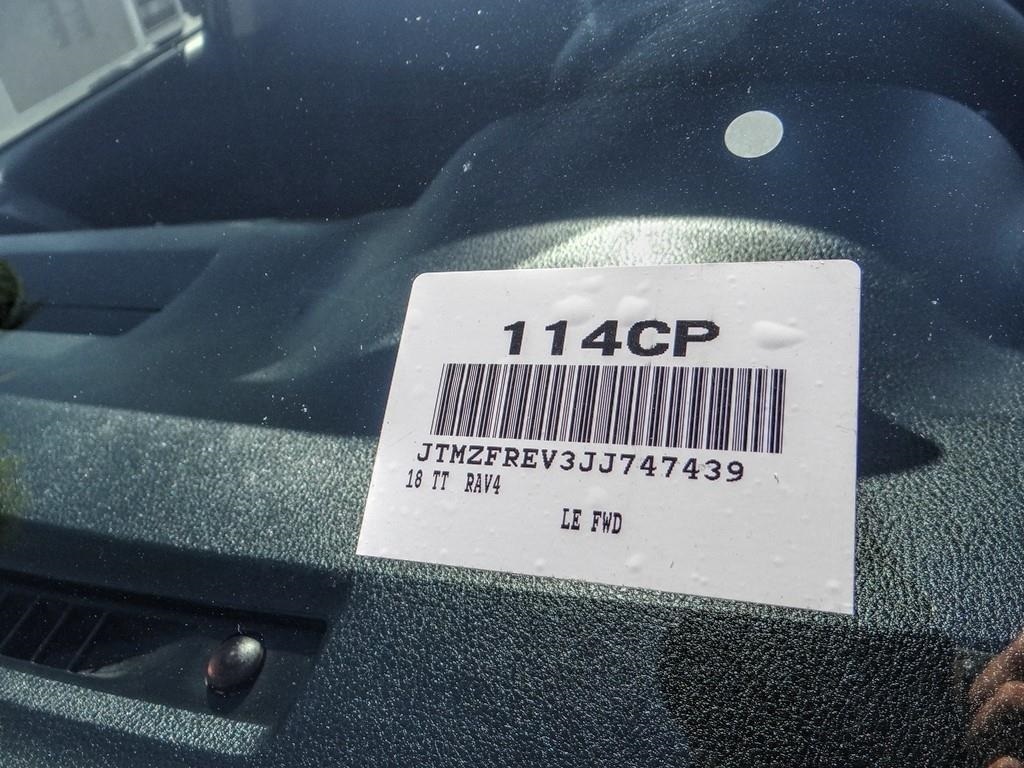 114CP
JTMZFREV3JJ747439
18 TT RAV4
LE FWD